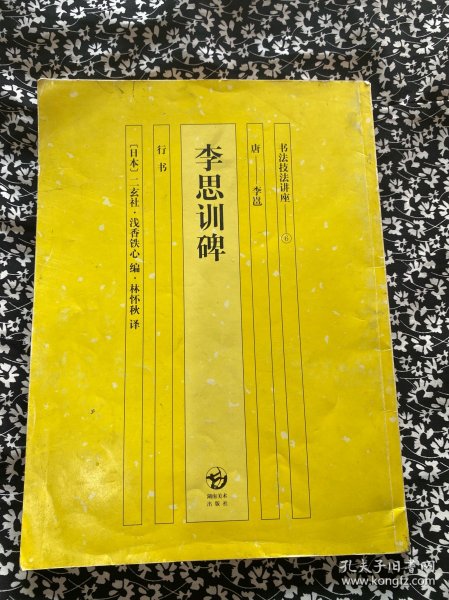 书法技法讲座 ⑥
唐——李邕
李思训碑
行书
〔日本〕二玄社·浅香铁心 编·林怀秋 译
湖南美术
出版社
孔夫子旧书网
www.kongfz.com